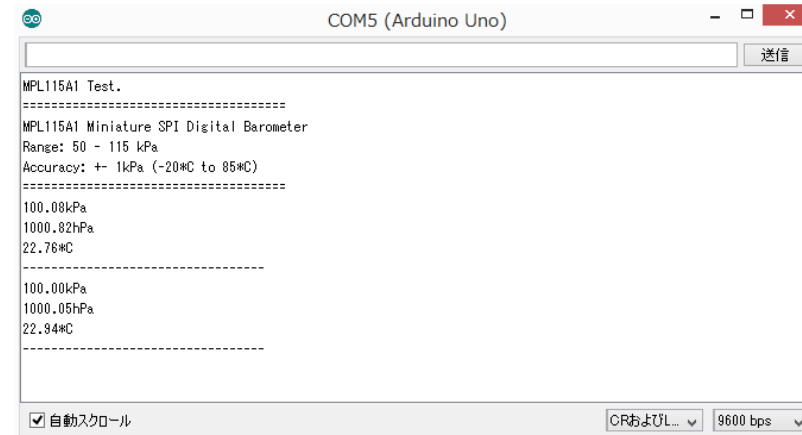 COM5 (Arduino Uno)
送信
MPL115A1 Test.
====================================
MPL115A1 Miniature SPI Digital Barometer
Range: 50 - 115 kPa
Accuracy: +- 1kPa (-20*C to 85*C)
====================================
100.08kPa
1000.82hPa
22.76*C
---------------------------------
100.00kPa
1000.05hPa
22.94*C
---------------------------------
自動スクロール
CRおよびL...
9600 bps